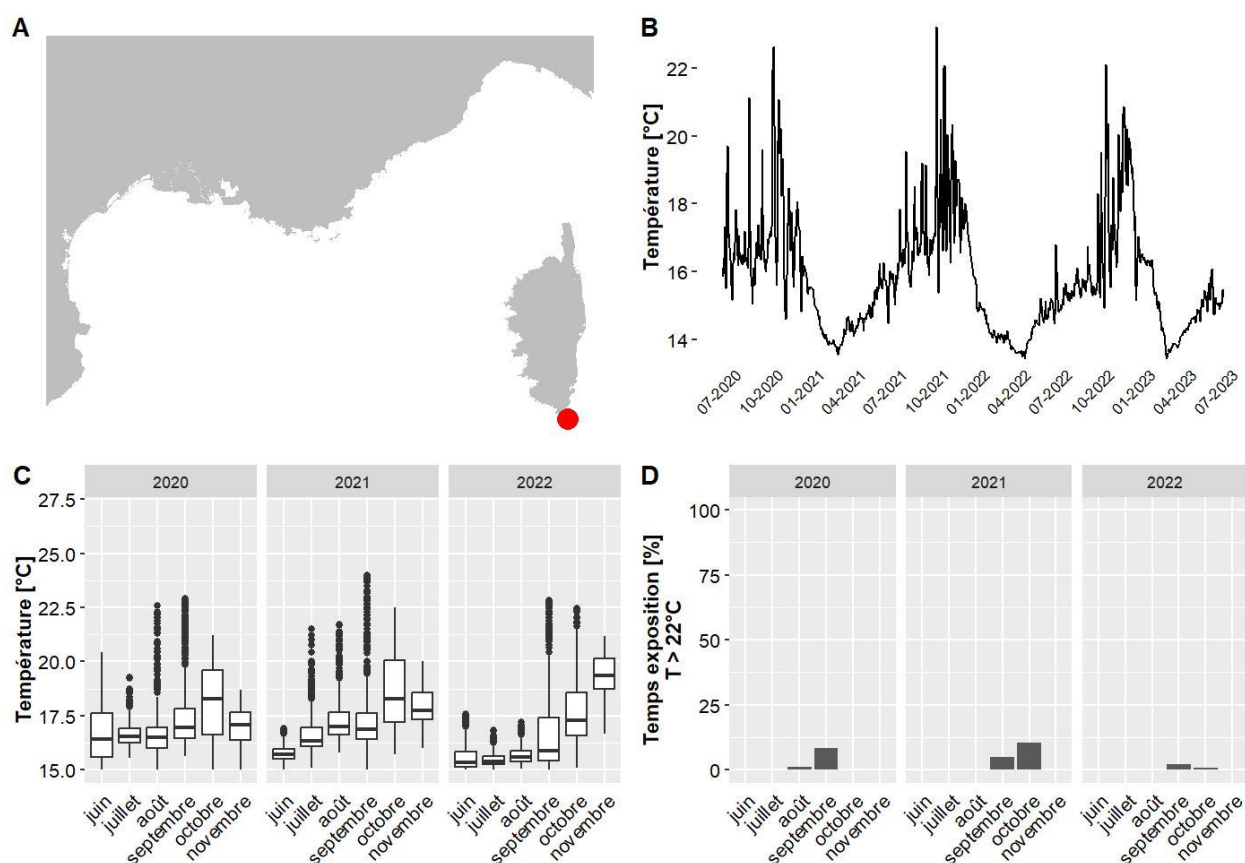 A
B
Température [°C]
22
20
18
16
14
07-2020
10-2020
01-2021
04-2021
07-2021
10-2021
01-2022
04-2022
07-2022
10-2022
01-2023
04-2023
07-2023
C
2020
2021
2022
Température [°C]
27.5
25.0
22.5
20.0
17.5
15.0
juin
juillet
août
septembre
octobre
novembre
juin
juillet
août
septembre
octobre
novembre
juin
juillet
août
septembre
octobre
novembre
D
2020
2021
2022
Temps exposition [%]
T > 22°C
100
75
50
25
0
juin
juillet
août
septembre
octobre
novembre
juin
juillet
août
septembre
octobre
novembre
juin
juillet
août
septembre
octobre
novembre